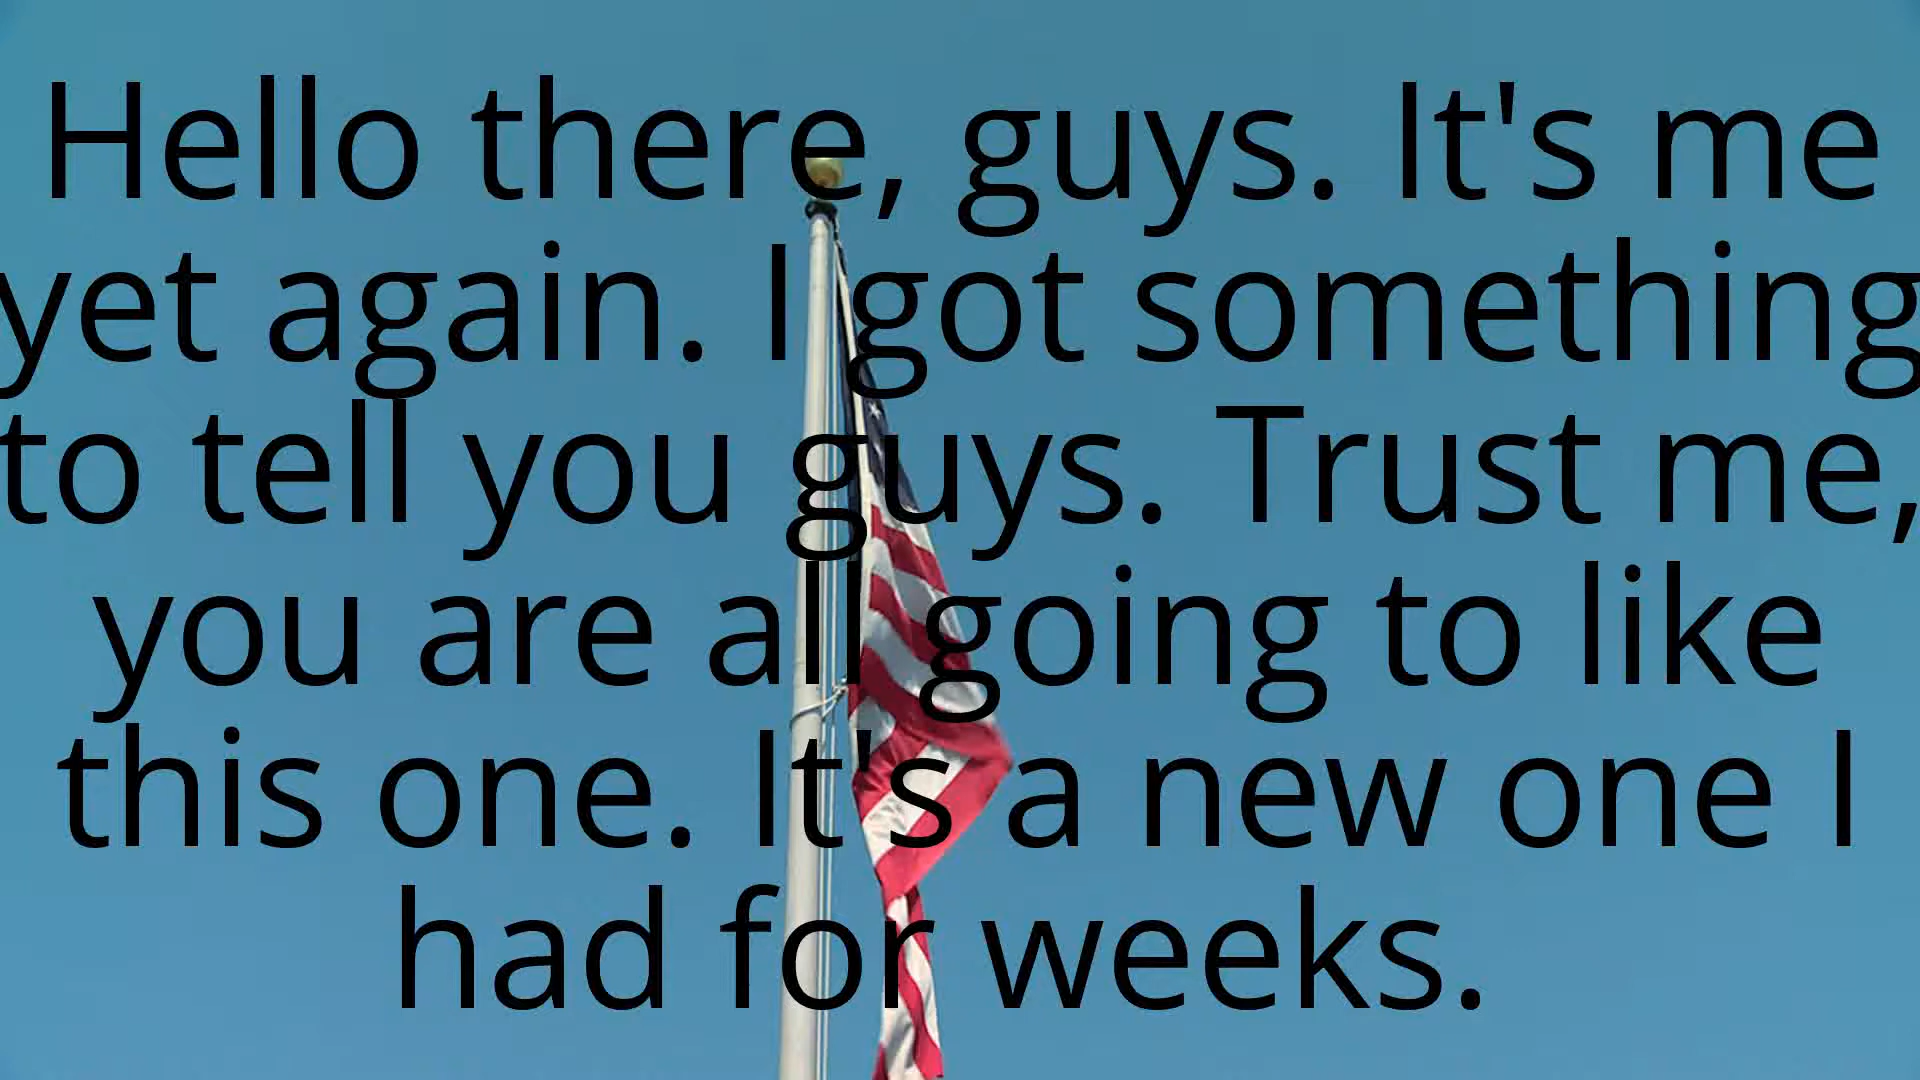 Hello there, guys. It's me
yet again. I got something
to tell you guys. Trust me,
you are all going to like
this one. It's a new one I
had for weeks.